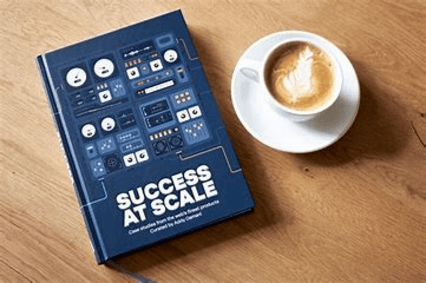 SUCCESS
AT SCALE
Case studies from the web's finest products
Curated by Addy Osmani